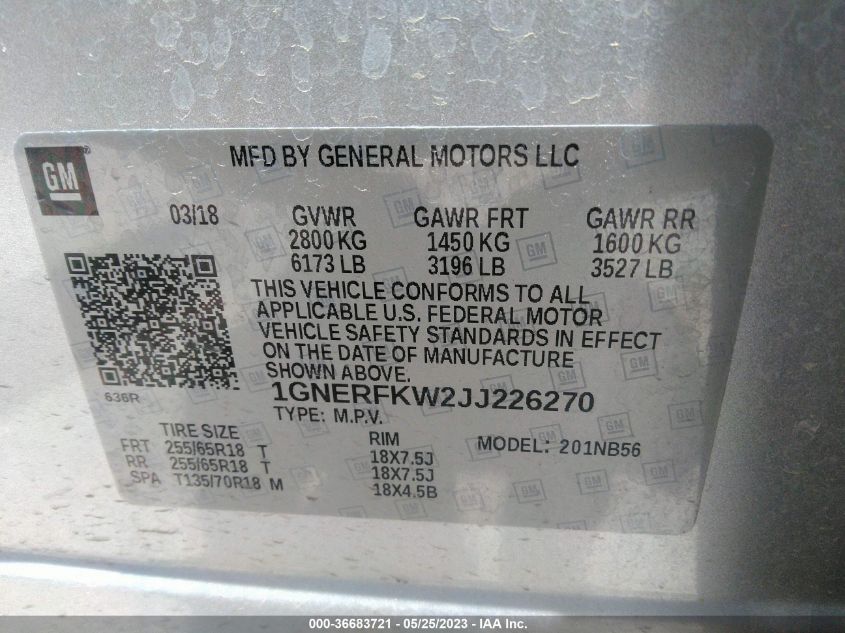 GM
MFD BY GENERAL MOTORS LLC
03/18 GVWR GAWR FRT GAWR RR
2800 KG 1450 KG 1600 KG
6173 LB 3196 LB 3527 LB
THIS VEHICLE CONFORMS TO ALL
APPLICABLE U.S. FEDERAL MOTOR
VEHICLE SAFETY STANDARDS IN EFFECT
ON THE DATE OF MANUFACTURE
SHOWN ABOVE.
636R
1GNERFKW2JJ226270
TYPE: M.P.V.
TIRE SIZE RIM MODEL: 201NB56
FRT 255/65R18 T 18X7.5J
RR 255/65R18 T 18X7.5J
SPA T135/70R18 M 18X4.5B
000-36683721 - 05/25/2023 - IAA Inc.